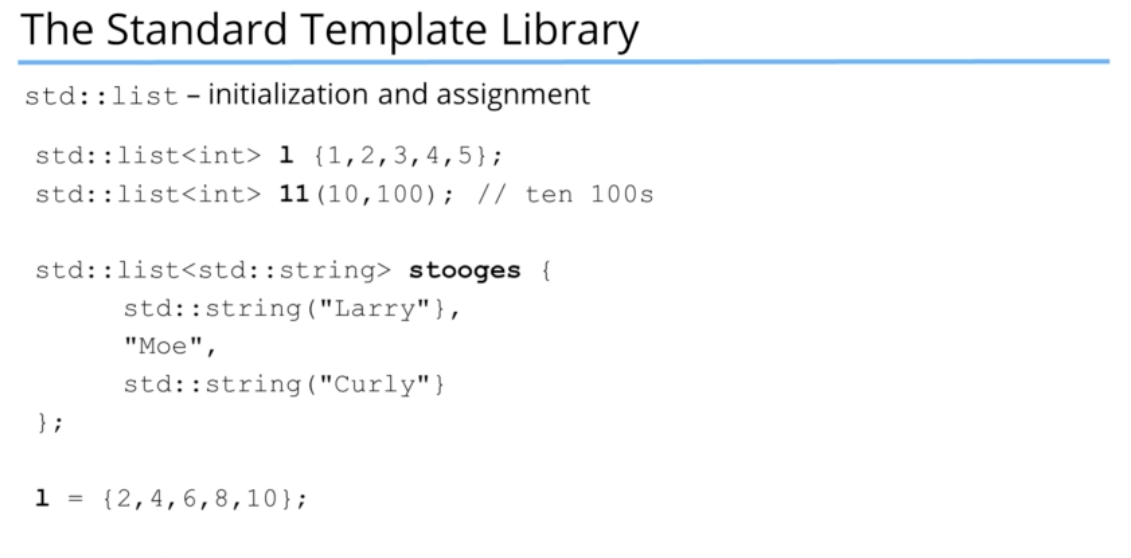 The Standard Template Library
std::list – initialization and assignment
std::list<int> l {1,2,3,4,5};
std::list<int> l1(10,100); // ten 100s
std::list<std::string> stooges {
std::string("Larry"},
"Moe",
std::string("Curly"}
};
l = {2,4,6,8,10};